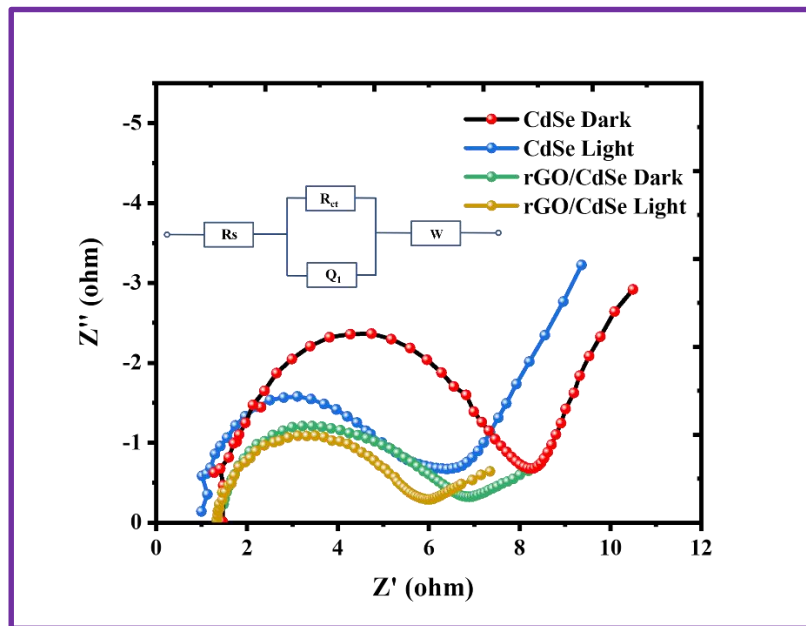 -5
-4
-3
-2
-1
0
0 2 4 6 8 10 12
Z'' (ohm)
Z' (ohm)
CdSe Dark
CdSe Light
rGO/CdSe Dark
rGO/CdSe Light
Rs
Rct
Q1
W